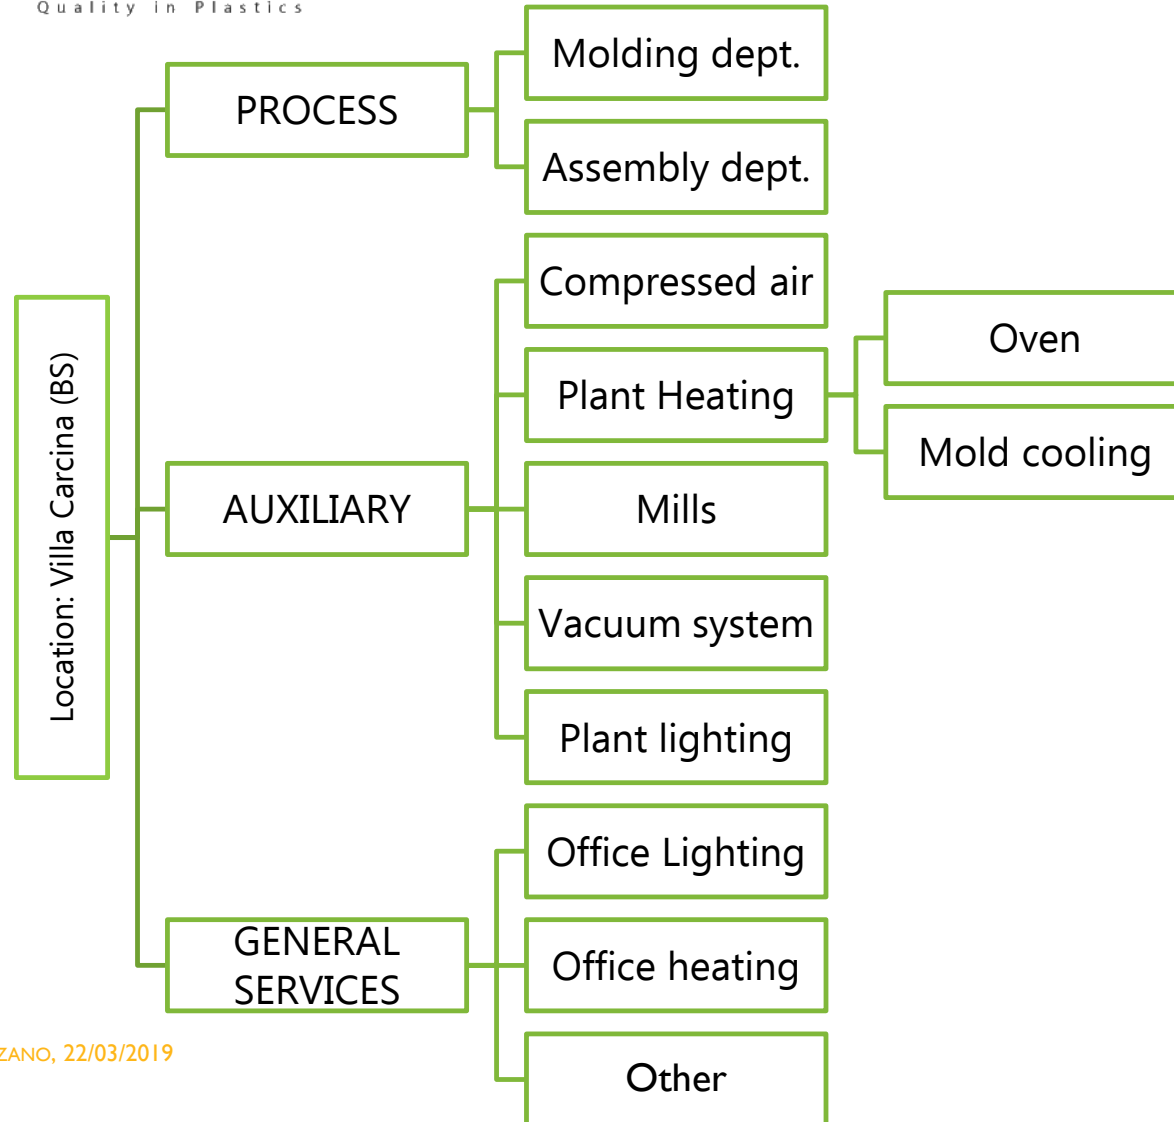 Quality in Plastics
Molding dept.
PROCESS
Assembly dept.
Compressed air
Oven
Plant Heating
Mold cooling
Location: Villa Carcina (BS)
AUXILIARY
Mills
Vacuum system
Plant lighting
Office Lighting
GENERAL
SERVICES
Office heating
Other
22/03/2019